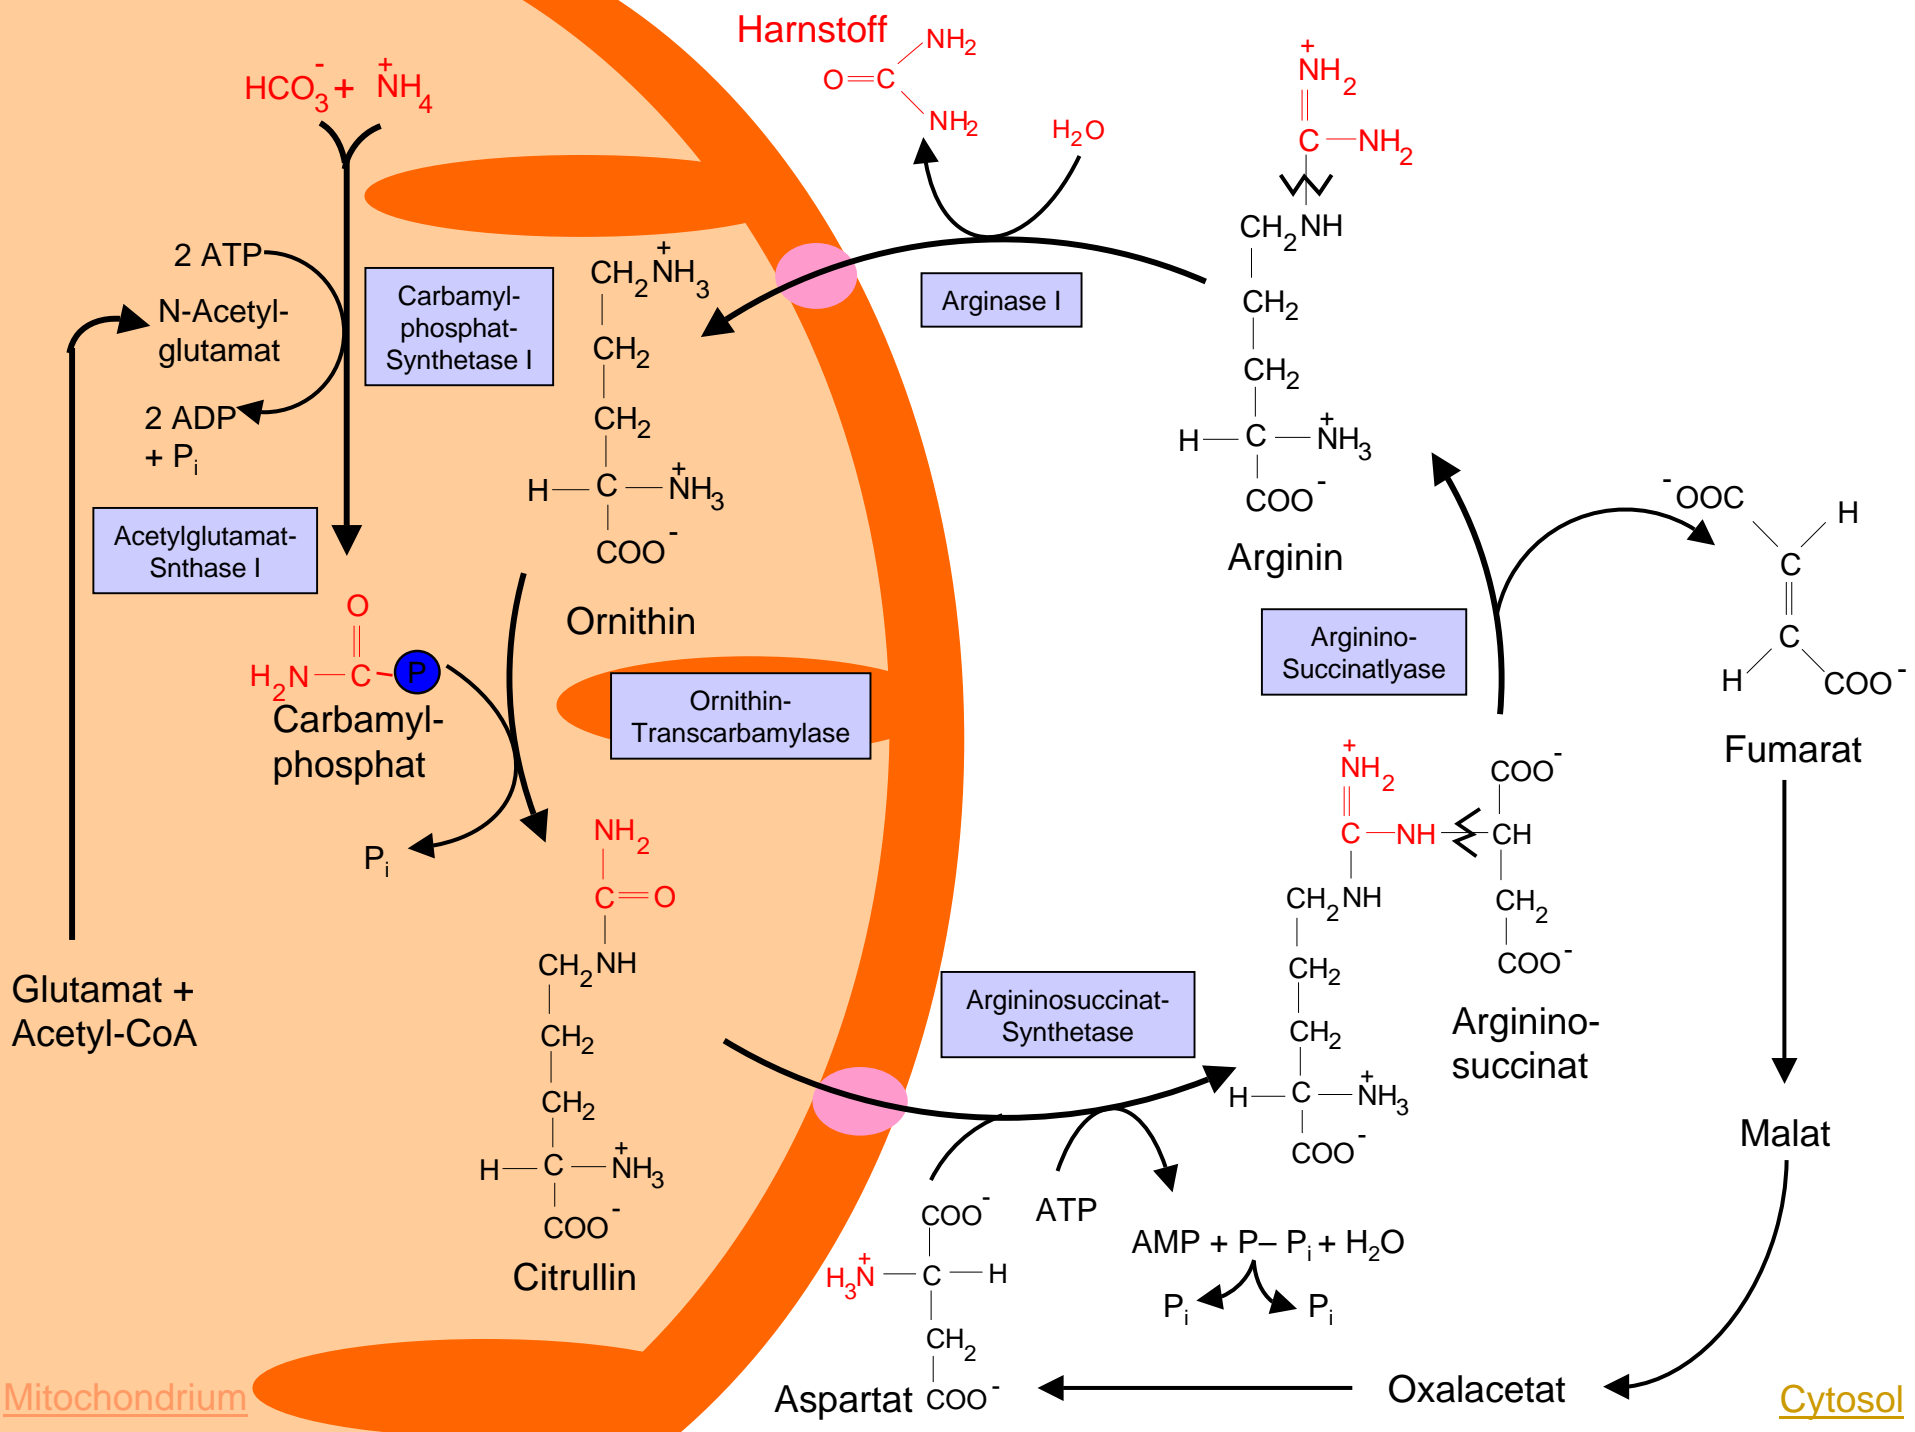 Harnstoff
NH2
O=C
NH2
H2O
HCO3- + +NH4
2 ATP
N-Acetyl-
glutamat
2 ADP
+ Pi
Carbamyl-
phosphat-
Synthetase I
Acetylglutamat-
Snthase I
O
H2N—C-P
Carbamyl-
phosphat
Pi
Glutamat +
Acetyl-CoA
CH2 +NH3
CH2
CH2
H—C—+NH3
COO-
Ornithin
Ornithin-
Transcarbamylase
NH2
C=O
CH2 NH
CH2
CH2
H—C—+NH3
COO-
Citrullin
Arginase I
+NH2
C—NH2
CH2 NH
CH2
CH2
H—C—+NH3
COO-
Arginin
Arginino-
Succinatlyase
-OOC H
C
C
H COO-
Fumarat
+NH2 COO-
C—NH—CH
CH2 NH CH2
CH2 COO-
CH2
H—C—+NH3
COO-
Arginino-
succinat
Argininosuccinat-
Synthetase
ATP
AMP + P– Pi + H2O
Pi Pi
COO-
H3+N—C—H
CH2
COO-
Aspartat
Malat
Oxalacetat
Mitochondrium
Cytosol